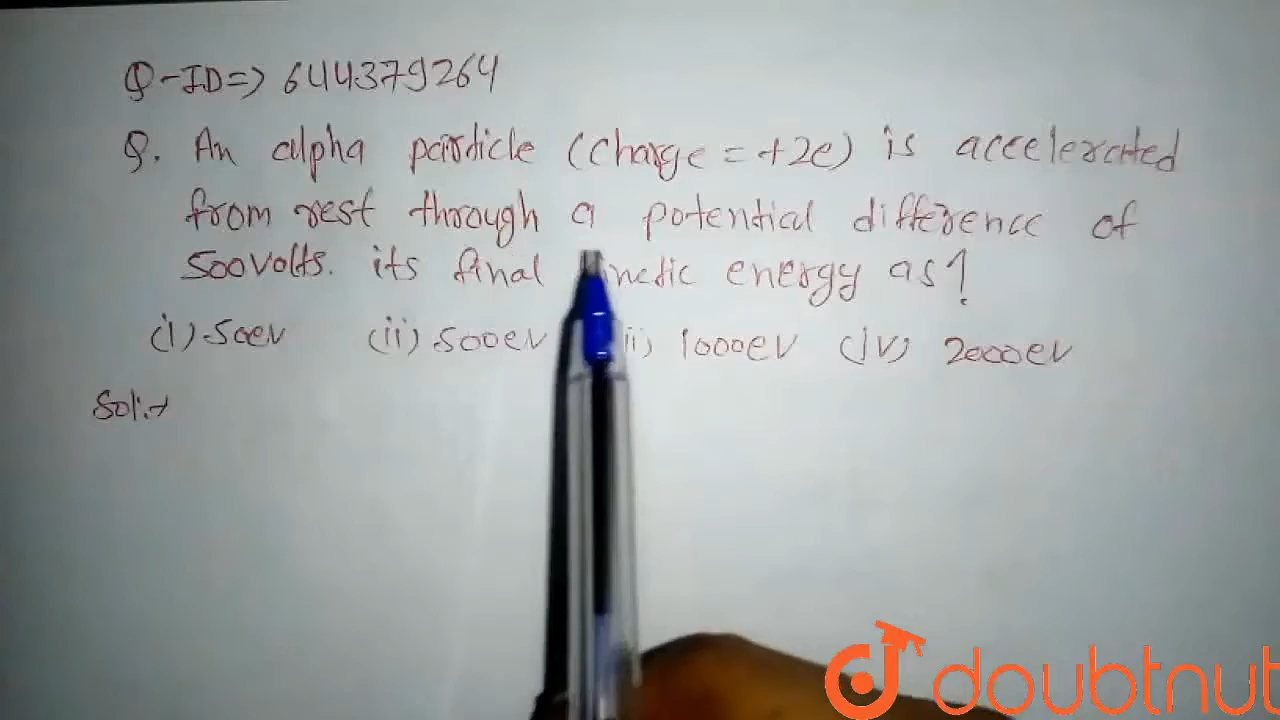 Q-ID=> 644379264
Q. An alpha particle (charge = +2e) is accelerated
from rest through a potential difference of
500volts. its final energy as?
(i) 50eV (ii) 500eV 1000eV (iv) 2000eV
Sol:→
doubtnut